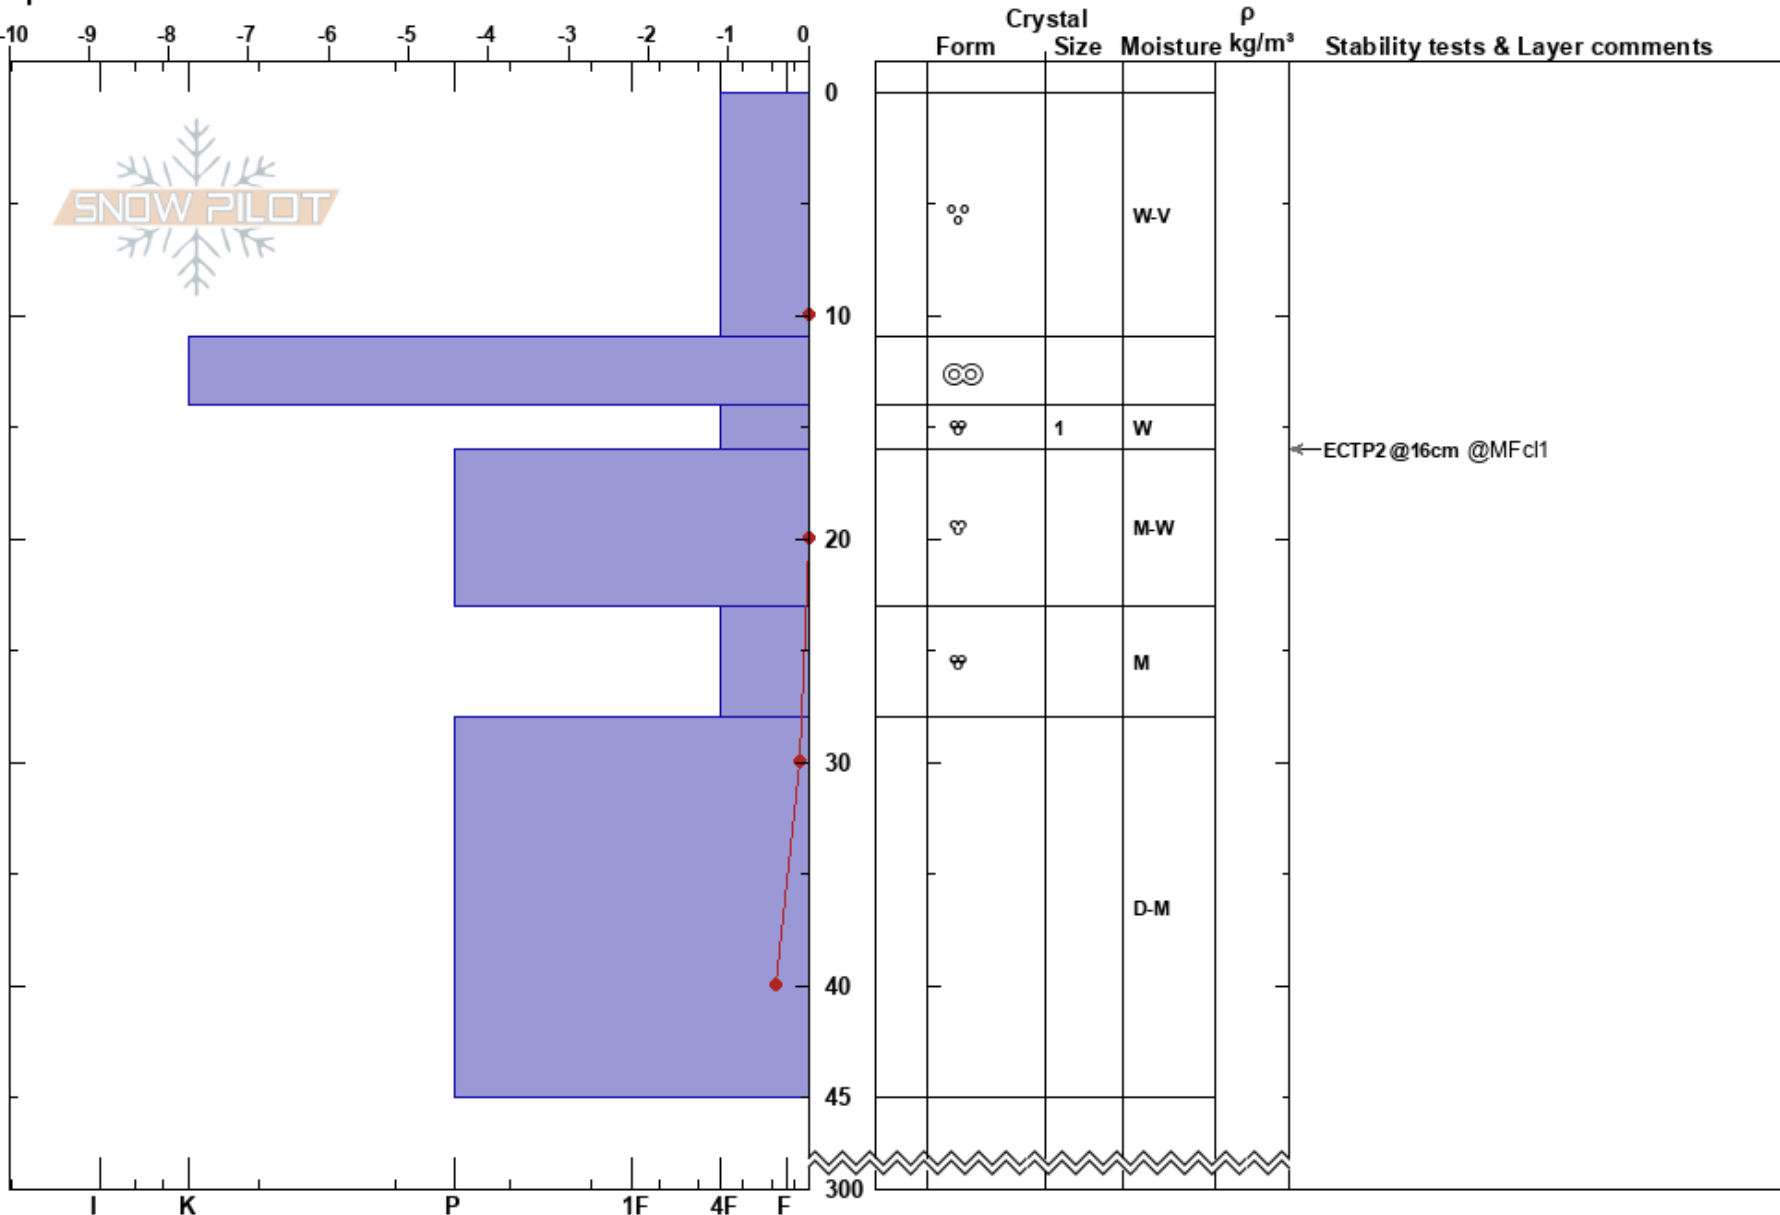 Crystal ρ
-10 -9 -8 -7 -6 -5 -4 -3 -2 -1 0 Form Size Moisture kg/m³ Stability tests & Layer comments
0
SNOW PILOT W-V
10
1 W
ECTP2 @16cm @MFcl1
M-W
20
M
30
D-M
40
45
300
I K P 1F 4F F